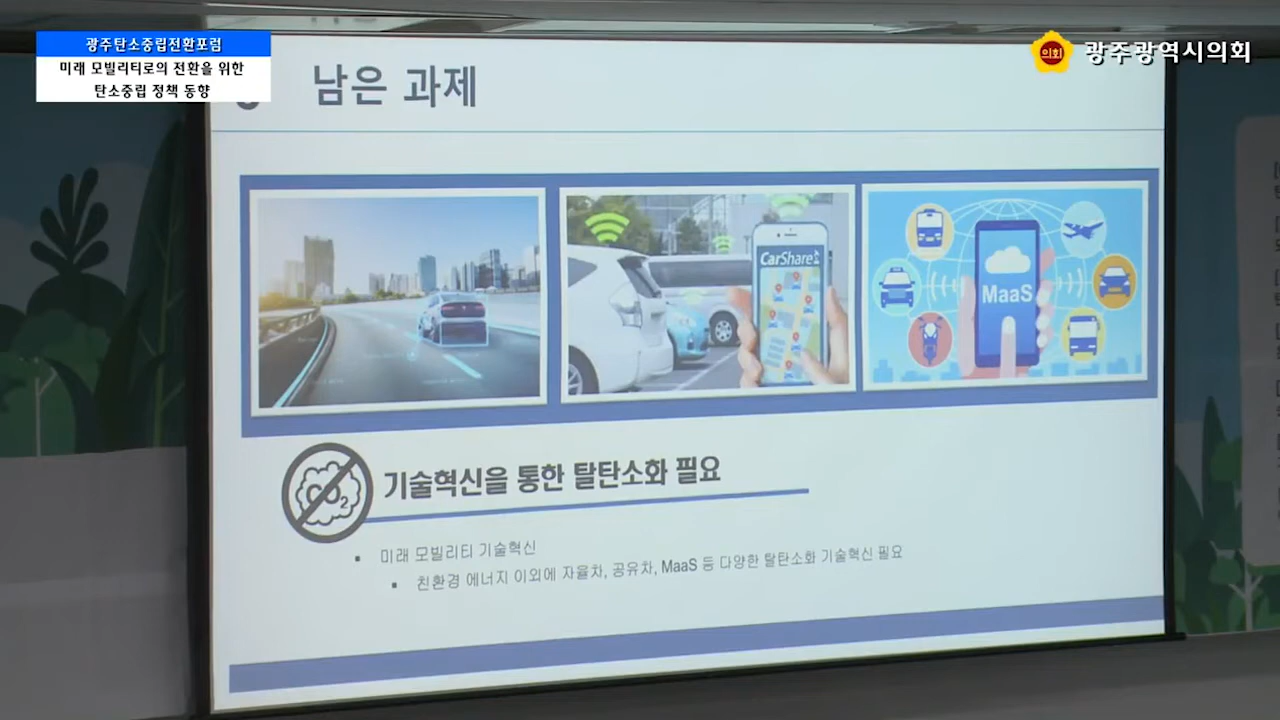 광주탄소중립전환포럼
미래 모빌리티로의 전환을 위한
탄소중립 정책 동향
의회
광주광역시의회
남은 과제
CarShare
MaaS
CO2
기술혁신을 통한 탈탄소화 필요
▪ 미래 모빌리티 기술혁신
▪ 친환경 에너지 이외에 자율차, 공유차, MaaS 등 다양한 탈탄소화 기술혁신 필요